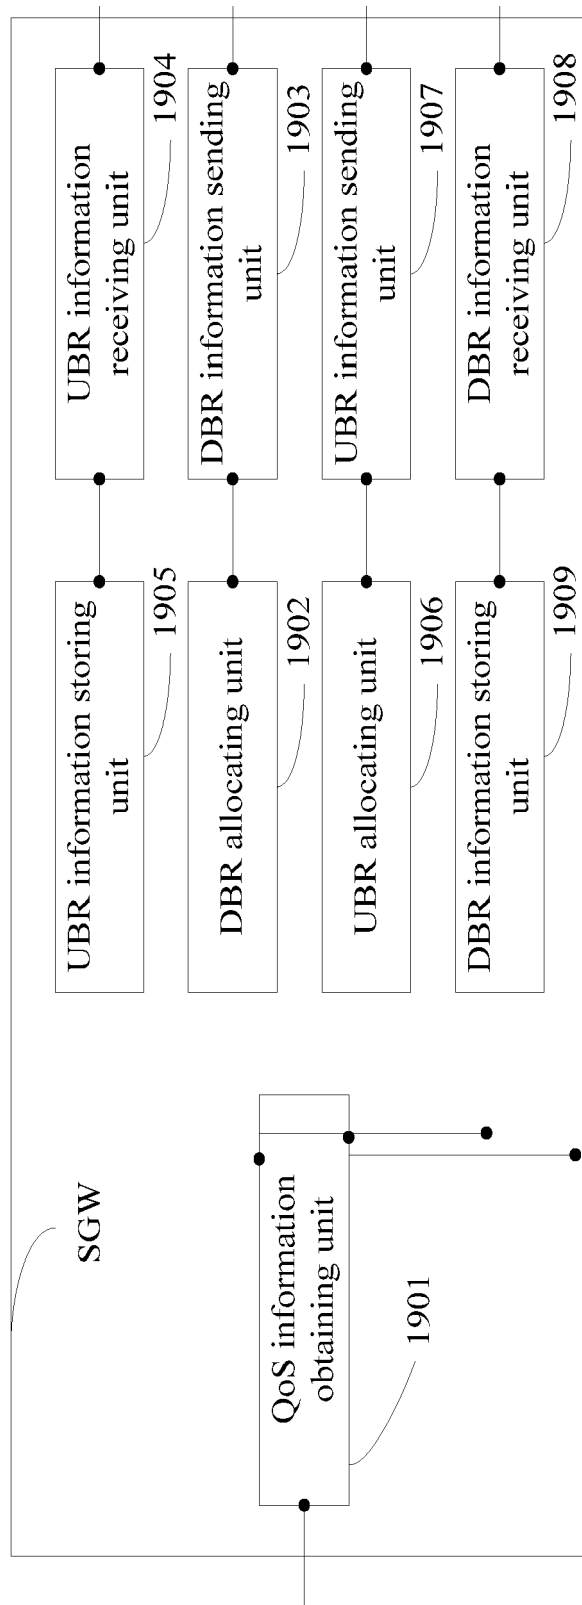 SGW
QoS information
obtaining unit
1901
UBR information storing
unit
1905
UBR information
receiving unit
1904
DBR allocating unit
1902
DBR information sending
unit
1903
UBR allocating unit
1906
UBR information sending
unit
1907
DBR information storing
unit
1909
DBR information
receiving unit
1908